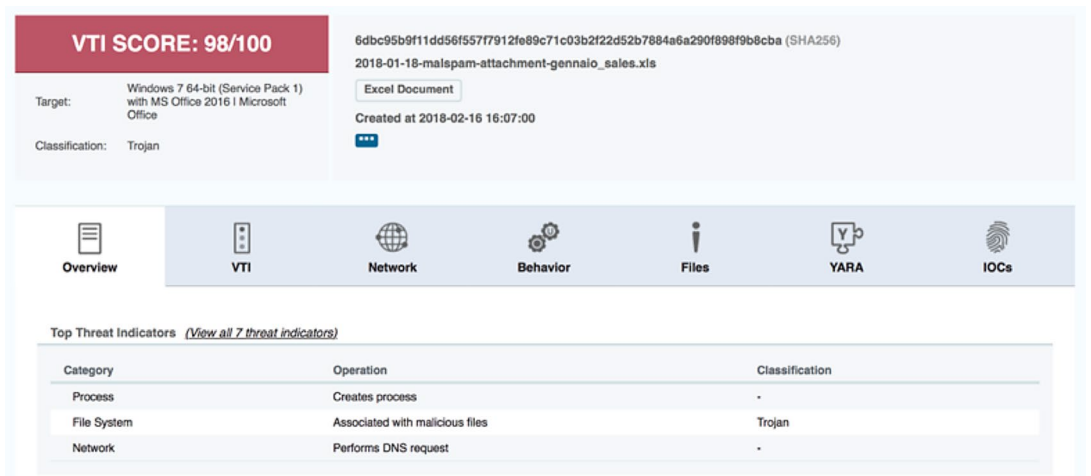 VTI SCORE: 98/100
Target:
Windows 7 64-bit (Service Pack 1)
with MS Office 2016 | Microsoft
Office
Classification: Trojan
6dbc95b9f11dd56f557f7912fe89c71c03b2f22d52b7884a6a290f898f9b8cba (SHA256)
2018-01-18-malspam-attachment-gennaio_sales.xls
Excel Document
Created at 2018-02-16 16:07:00
Overview VTI Network Behavior Files YARA IOCs
Top Threat Indicators (View all 7 threat indicators)
Category Operation Classification
Process Creates process -
File System Associated with malicious files Trojan
Network Performs DNS request -